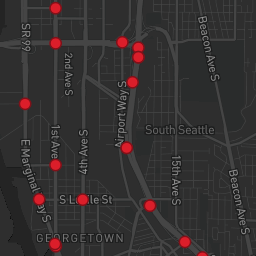 SR 99
2nd Ave S
Beacon Ave S
Airport Way S
1st Ave S
4th Ave S
South Seattle
E Marginal Way S
15th Ave S
Beacon Ave S
S Lucile St
GEORGETOWN